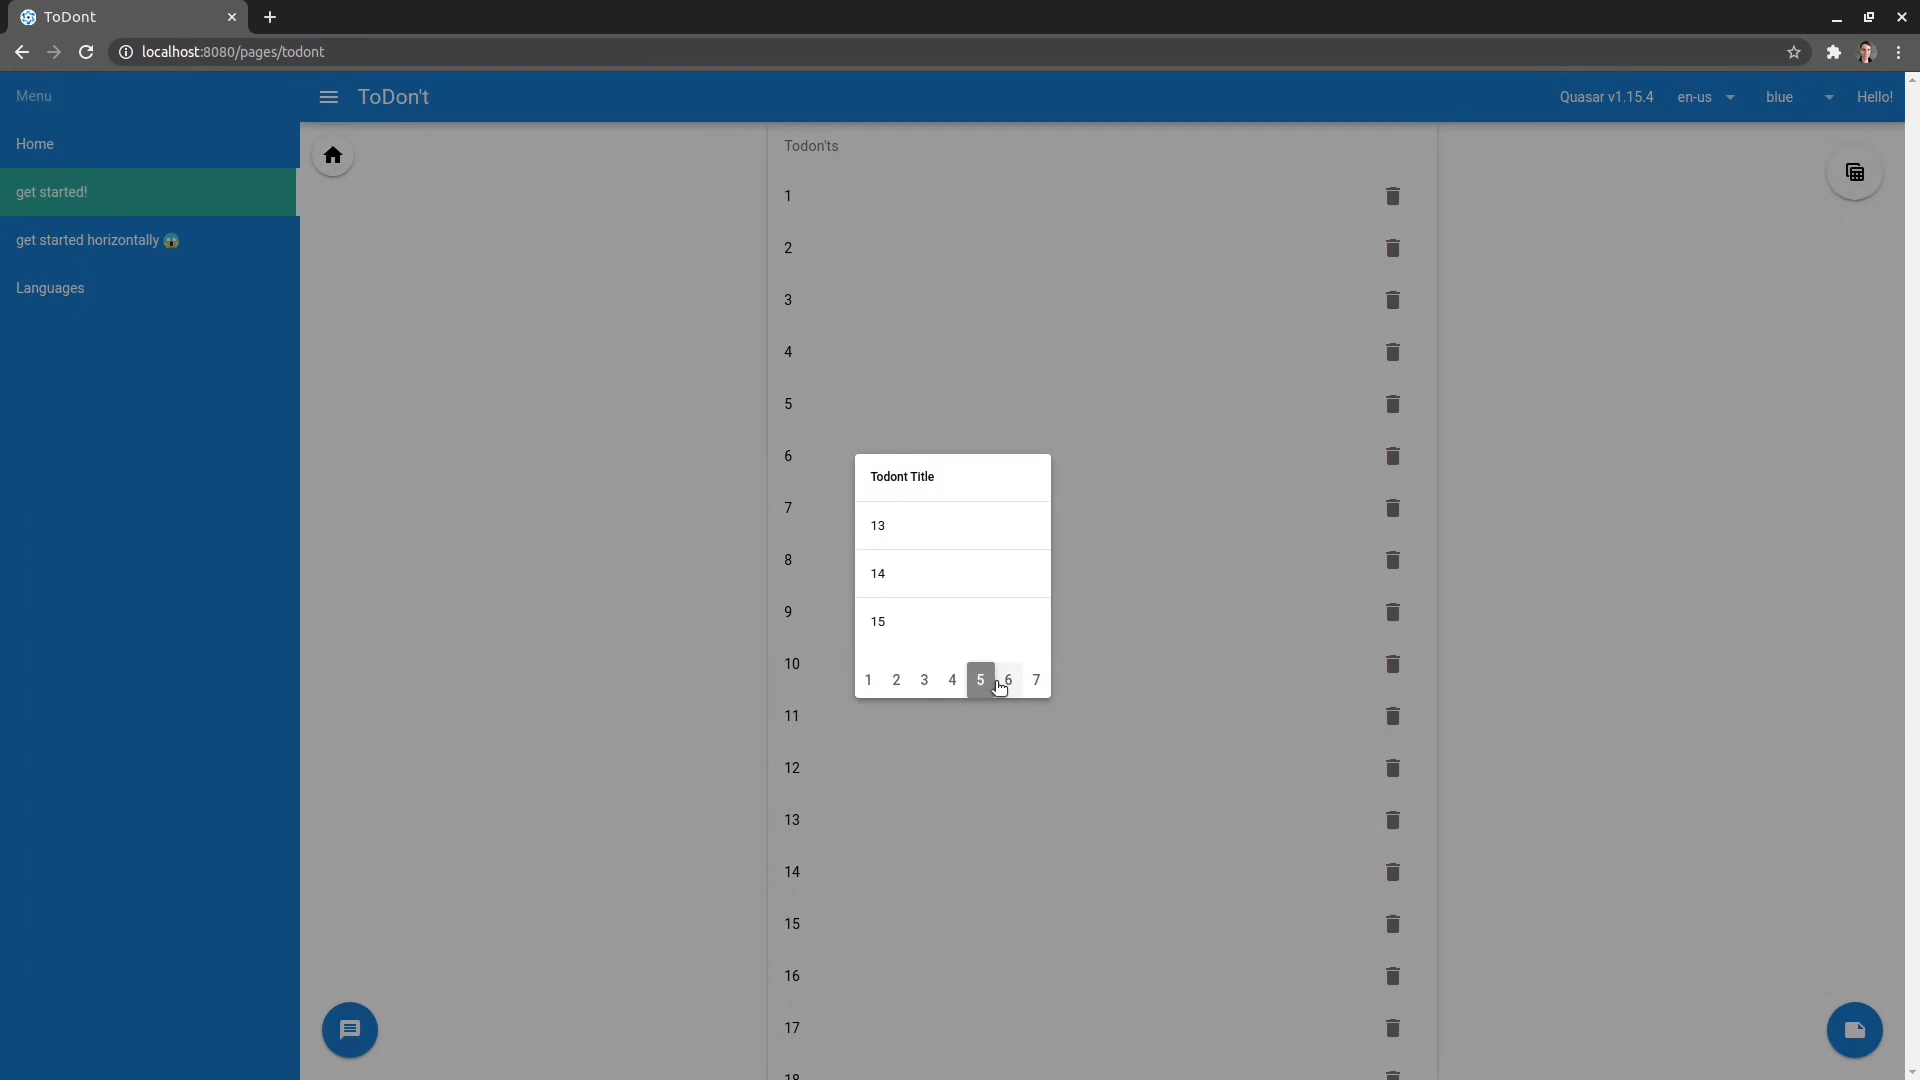 ToDont
localhost:8080/pages/todont
Menu
ToDon't
Quasar v1.15.4
en-us
blue
Hello!
Home
get started!
get started horizontally 😱
Languages
Todon'ts
1
2
3
4
5
6
7
8
9
10
11
12
13
14
15
16
17
18
Todont Title
13
14
15
1 2 3 4 5 6 7